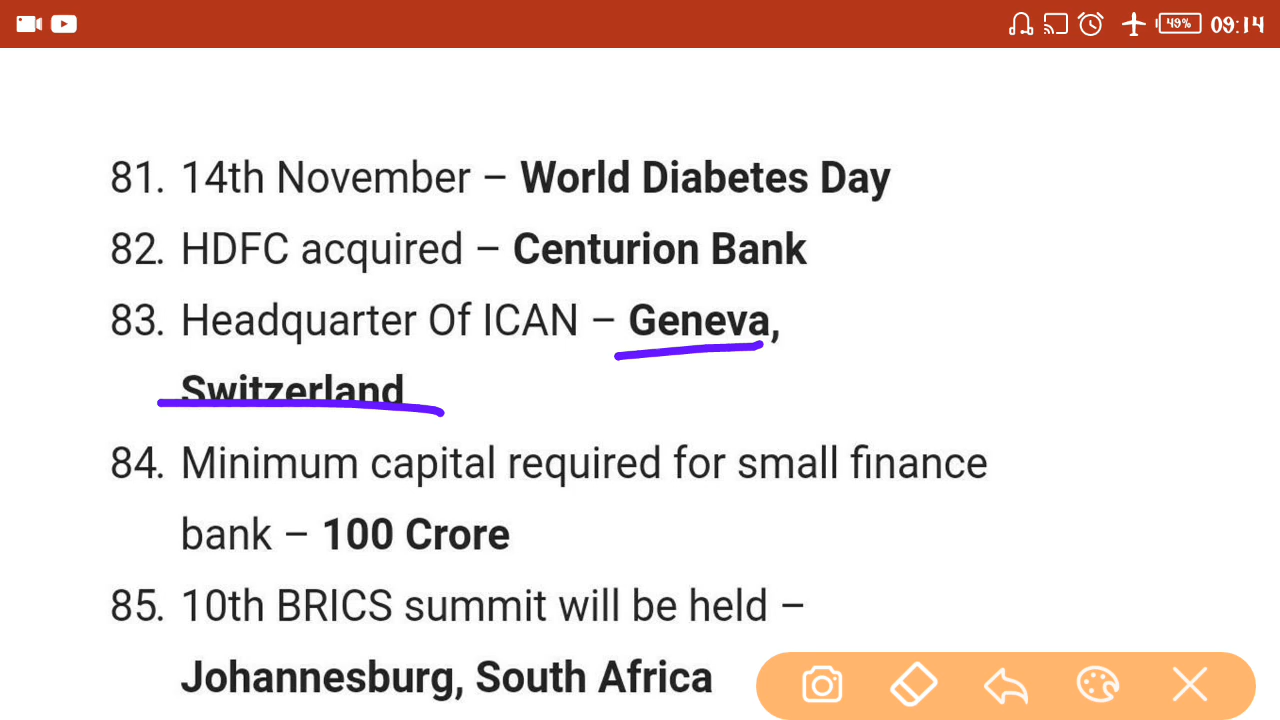 49% 09:14
81. 14th November – World Diabetes Day
82. HDFC acquired – Centurion Bank
83. Headquarter Of ICAN – Geneva,
Switzerland
84. Minimum capital required for small finance
bank – 100 Crore
85. 10th BRICS summit will be held –
Johannesburg, South Africa